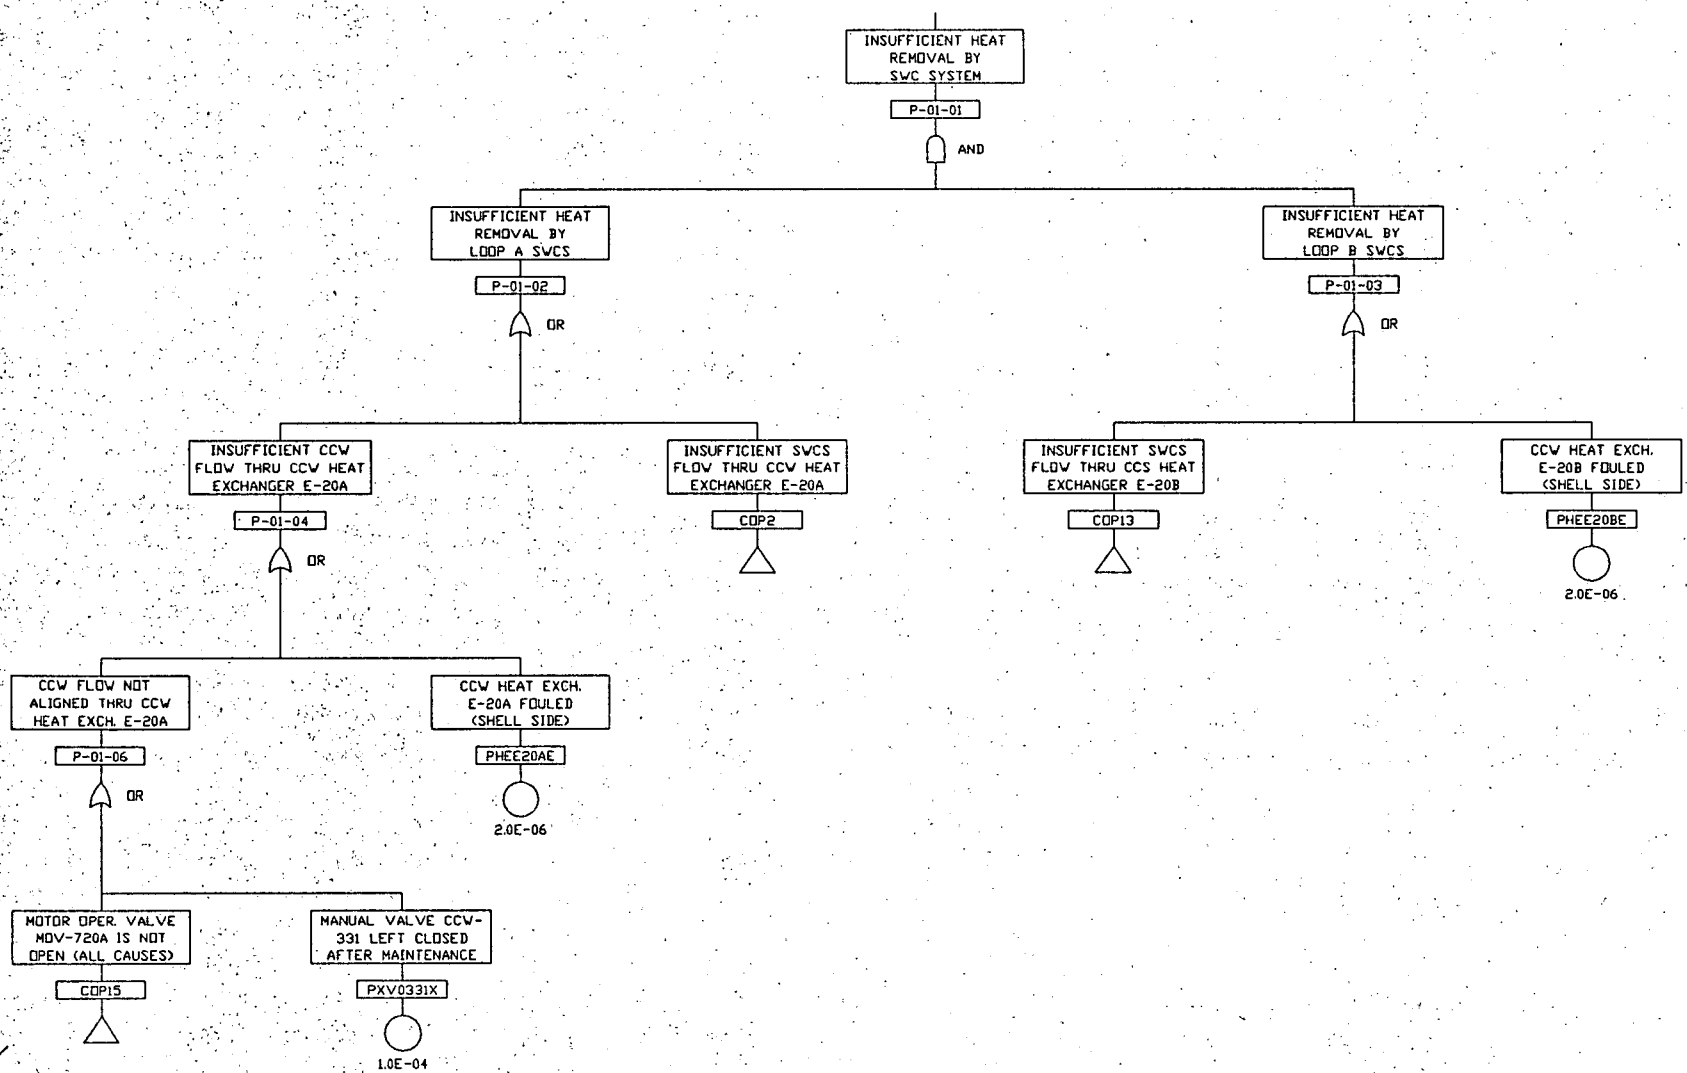 INSUFFICIENT HEAT
REMOVAL BY
SWC SYSTEM
P-01-01
AND
INSUFFICIENT HEAT
REMOVAL BY
LOOP A SWCS
P-01-02
OR
INSUFFICIENT HEAT
REMOVAL BY
LOOP B SWCS
P-01-03
OR
INSUFFICIENT CCW
FLOW THRU CCW HEAT
EXCHANGER E-20A
P-01-04
OR
INSUFFICIENT SWCS
FLOW THRU CCW HEAT
EXCHANGER E-20A
COP2
INSUFFICIENT SWCS
FLOW THRU CCS HEAT
EXCHANGER E-20B
COP13
CCW HEAT EXCH.
E-20B FOULED
(SHELL SIDE)
PHEE20BE
2.0E-06
CCW FLOW NOT
ALIGNED THRU CCW
HEAT EXCH. E-20A
P-01-06
OR
CCW HEAT EXCH.
E-20A FOULED
(SHELL SIDE)
PHEE20AE
2.0E-06
MOTOR OPER. VALVE
MOV-720A IS NOT
OPEN (ALL CAUSES)
COP15
MANUAL VALVE CCW-
331 LEFT CLOSED
AFTER MAINTENANCE
PXV0331X
1.0E-04